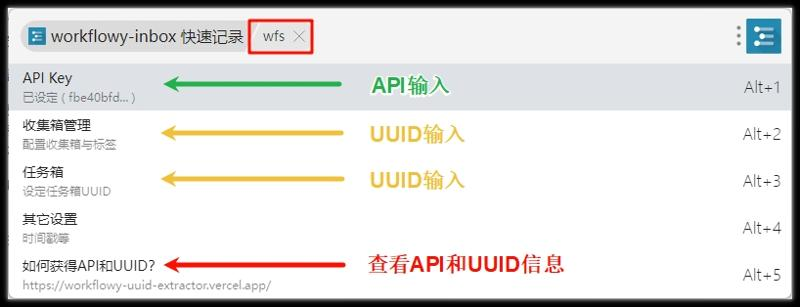 workflowy-inbox 快速记录 wfs ×
API Key
已设定 ( fbe40bfd... )
API输入
Alt+1
收集箱管理
配置收集箱与标签
UUID输入
Alt+2
任务箱
设定任务箱UUID
UUID输入
Alt+3
其它设置
时间戳等
Alt+4
如何获得API和UUID?
https://workflowy-uuid-extractor.vercel.app/
查看API和UUID信息
Alt+5